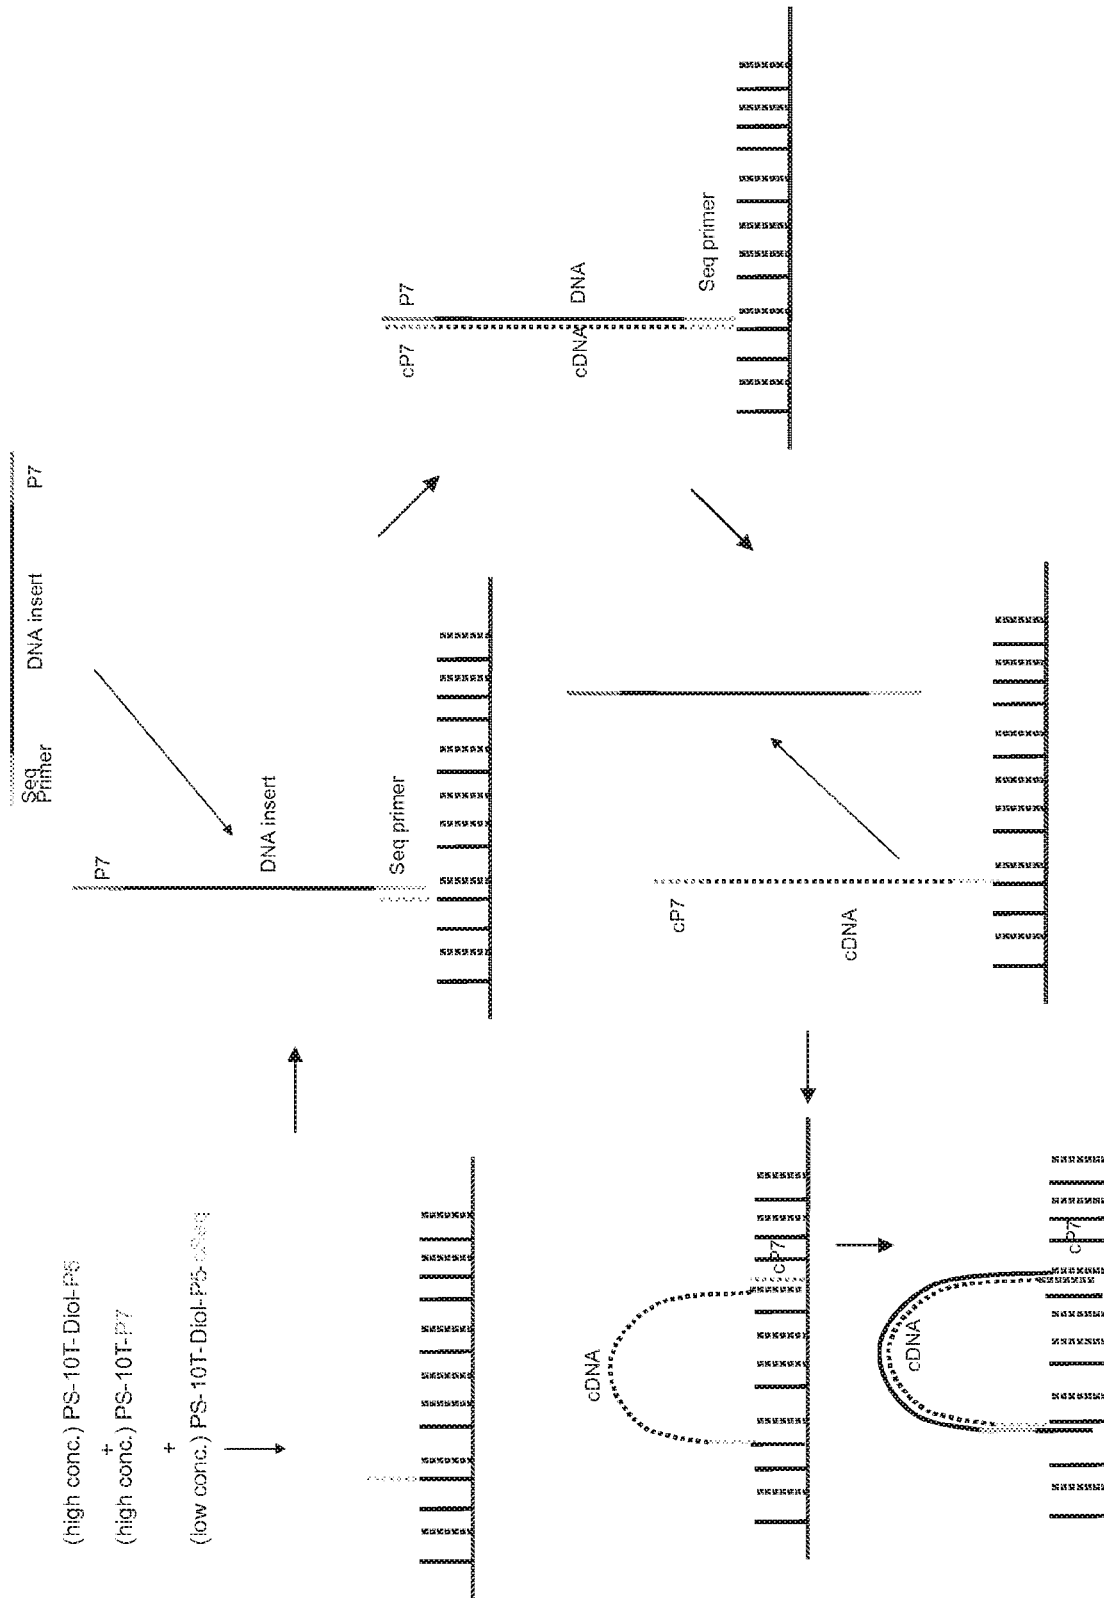 (high conc.) PS-10T-Diol-P5
+
(high conc.) PS-10T-P7
+
(low conc.) PS-10T-Diol-P5-cSeq
Seq
Primer
DNA insert
P7
P7
DNA insert
Seq primer
cP7
P7
cDNA
DNA
Seq primer
cP7
cDNA
cDNA
cP7
cDNA
cP7